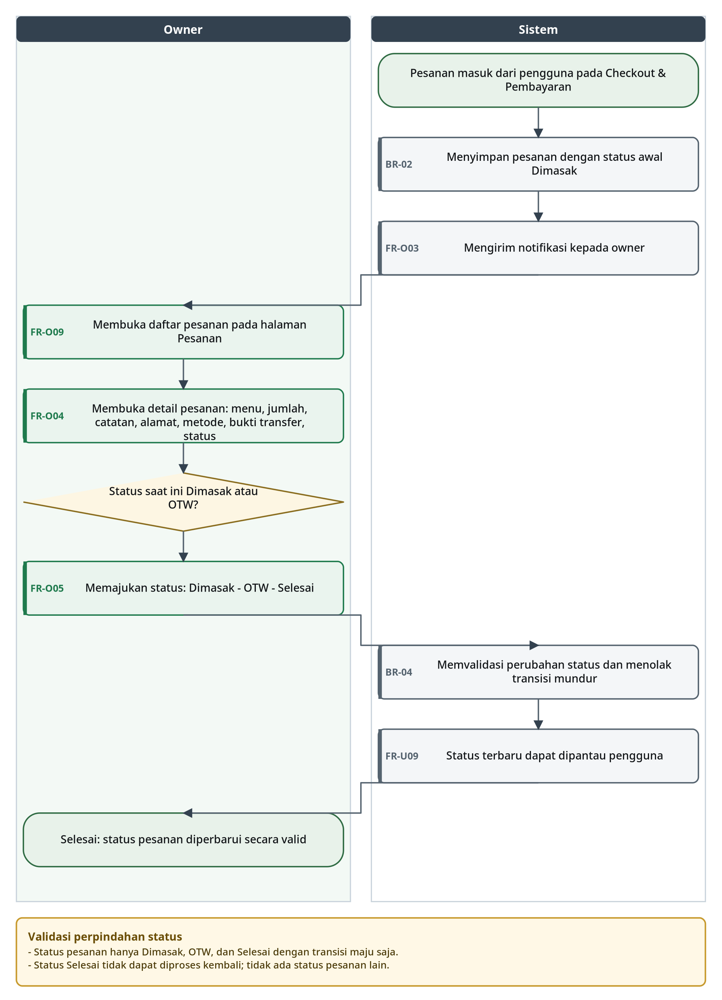 Owner
Sistem
Pesanan masuk dari pengguna pada Checkout &
Pembayaran
BR-02
Menyimpan pesanan dengan status awal
Dimasak
FR-O03
Mengirim notifikasi kepada owner
FR-O09
Membuka daftar pesanan pada halaman
Pesanan
FR-O04
Membuka detail pesanan: menu, jumlah,
catatan, alamat, metode, bukti transfer,
status
Status saat ini Dimasak atau
OTW?
FR-O05
Memajukan status: Dimasak - OTW - Selesai
BR-04
Memvalidasi perubahan status dan menolak
transisi mundur
FR-U09
Status terbaru dapat dipantau pengguna
Selesai: status pesanan diperbarui secara valid
Validasi perpindahan status
- Status pesanan hanya Dimasak, OTW, dan Selesai dengan transisi maju saja.
- Status Selesai tidak dapat diproses kembali; tidak ada status pesanan lain.